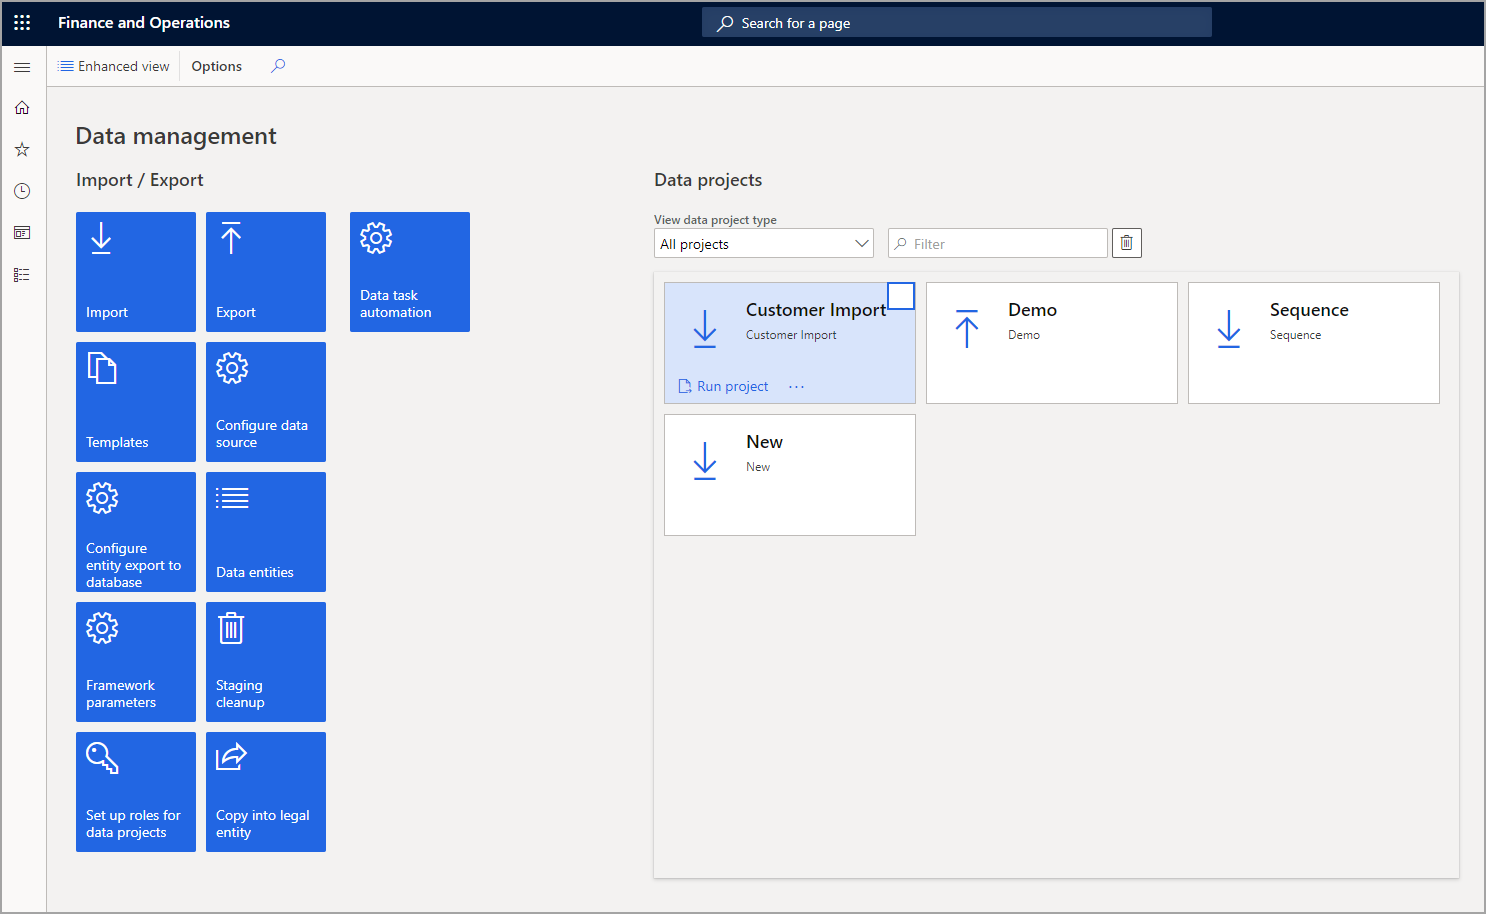 Finance and Operations
Search for a page
Enhanced view
Options
Data management
Import / Export
Import
Export
Data task
automation
Templates
Configure data
source
Configure
entity export to
database
Data entities
Framework
parameters
Staging
cleanup
Set up roles for
data projects
Copy into legal
entity
Data projects
View data project type
All projects
Filter
Customer Import
Customer Import
Run project
...
Demo
Demo
Sequence
Sequence
New
New